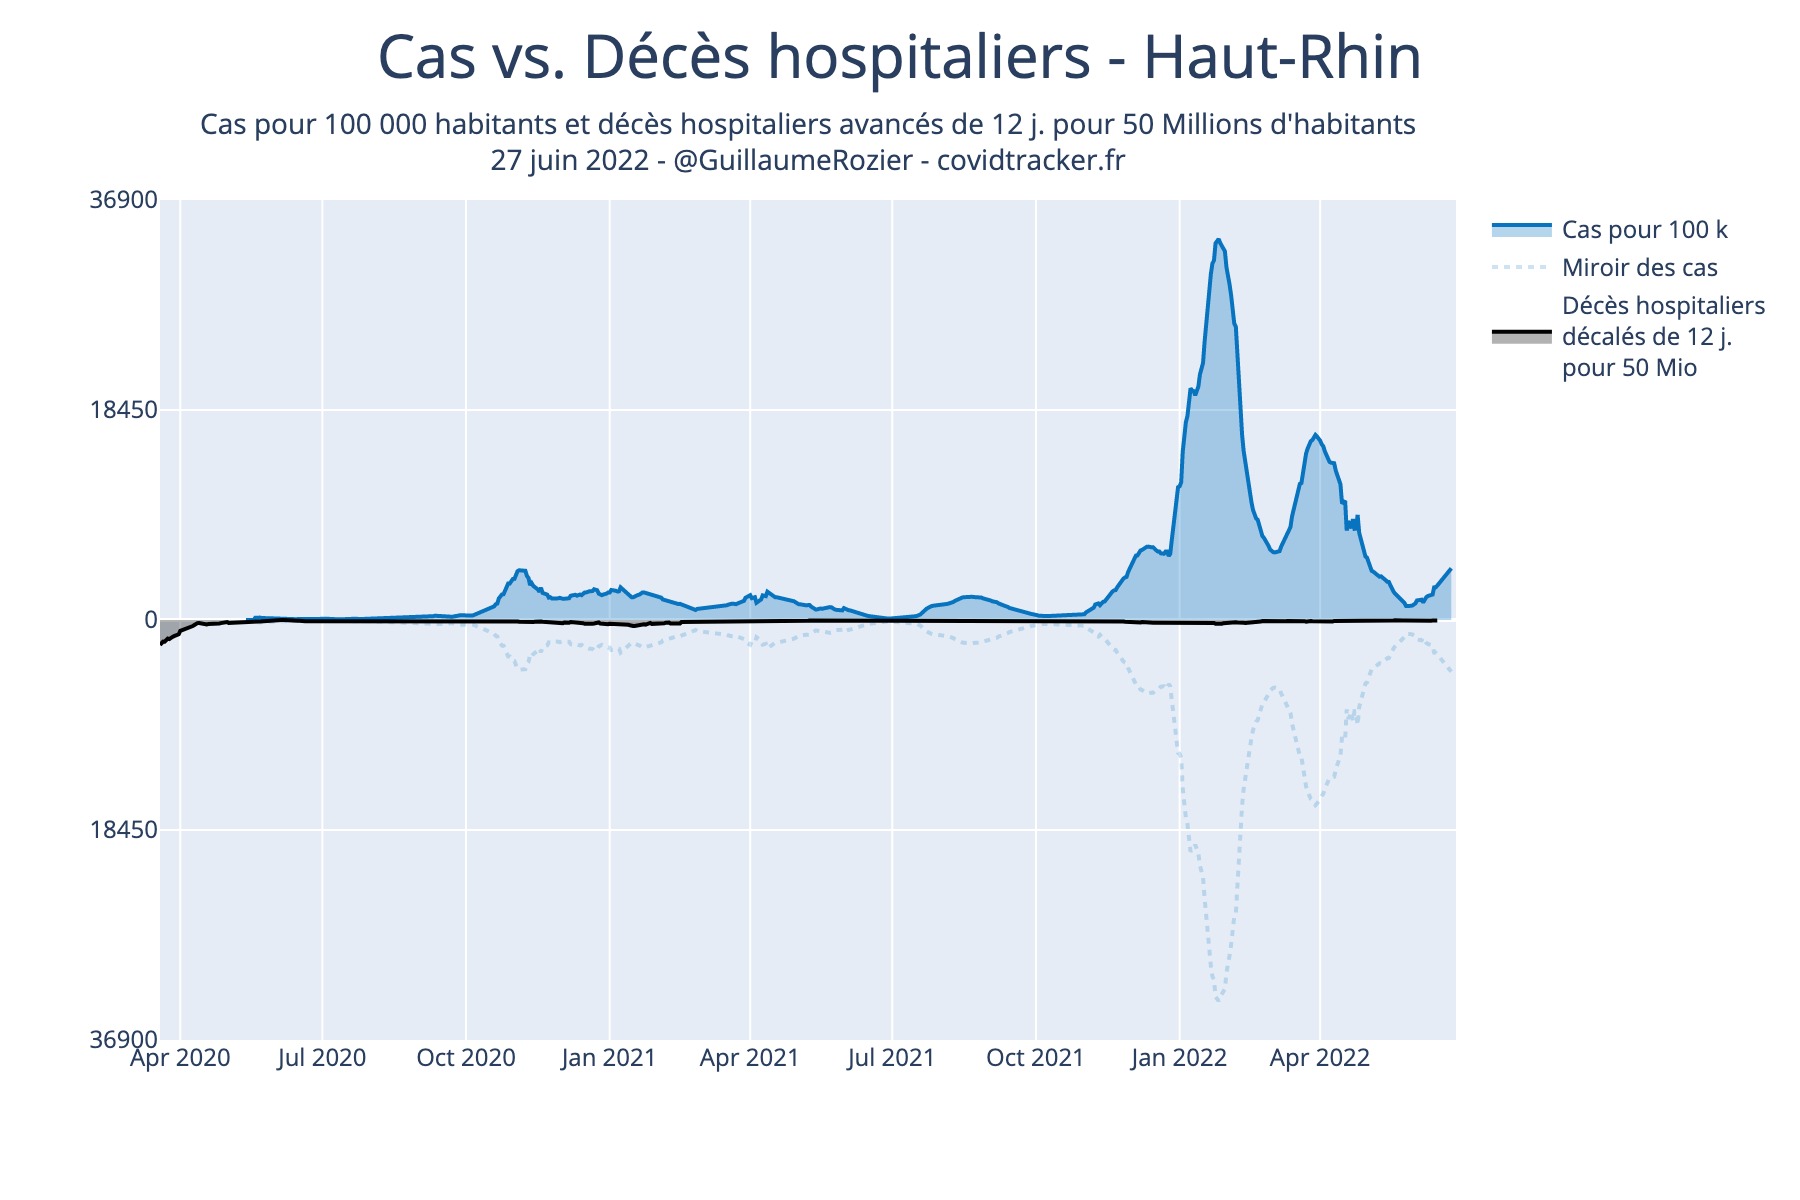 Cas vs. Décès hospitaliers - Haut-Rhin
Cas pour 100 000 habitants et décès hospitaliers avancés de 12 j. pour 50 Millions d'habitants
27 juin 2022 - @GuillaumeRozier - covidtracker.fr
36900
18450
0
18450
36900
Apr 2020
Jul 2020
Oct 2020
Jan 2021
Apr 2021
Jul 2021
Oct 2021
Jan 2022
Apr 2022
Cas pour 100 k
Miroir des cas
Décès hospitaliers
décalés de 12 j.
pour 50 Mio